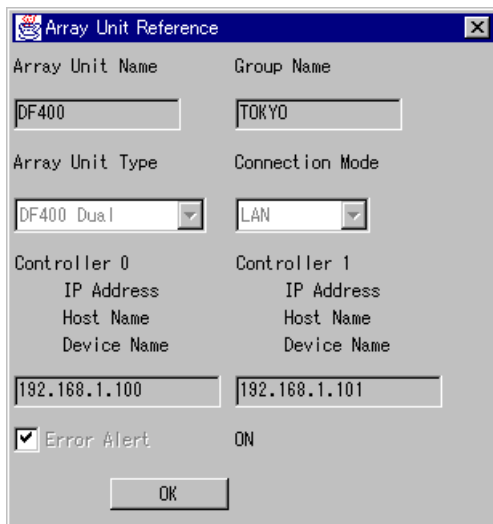 Array Unit Reference
Array Unit Name Group Name
DF400 TOKYO
Array Unit Type Connection Mode
DF400 Dual LAN
Controller 0 Controller 1
IP Address IP Address
Host Name Host Name
Device Name Device Name
192.168.1.100 192.168.1.101
Error Alert ON
OK